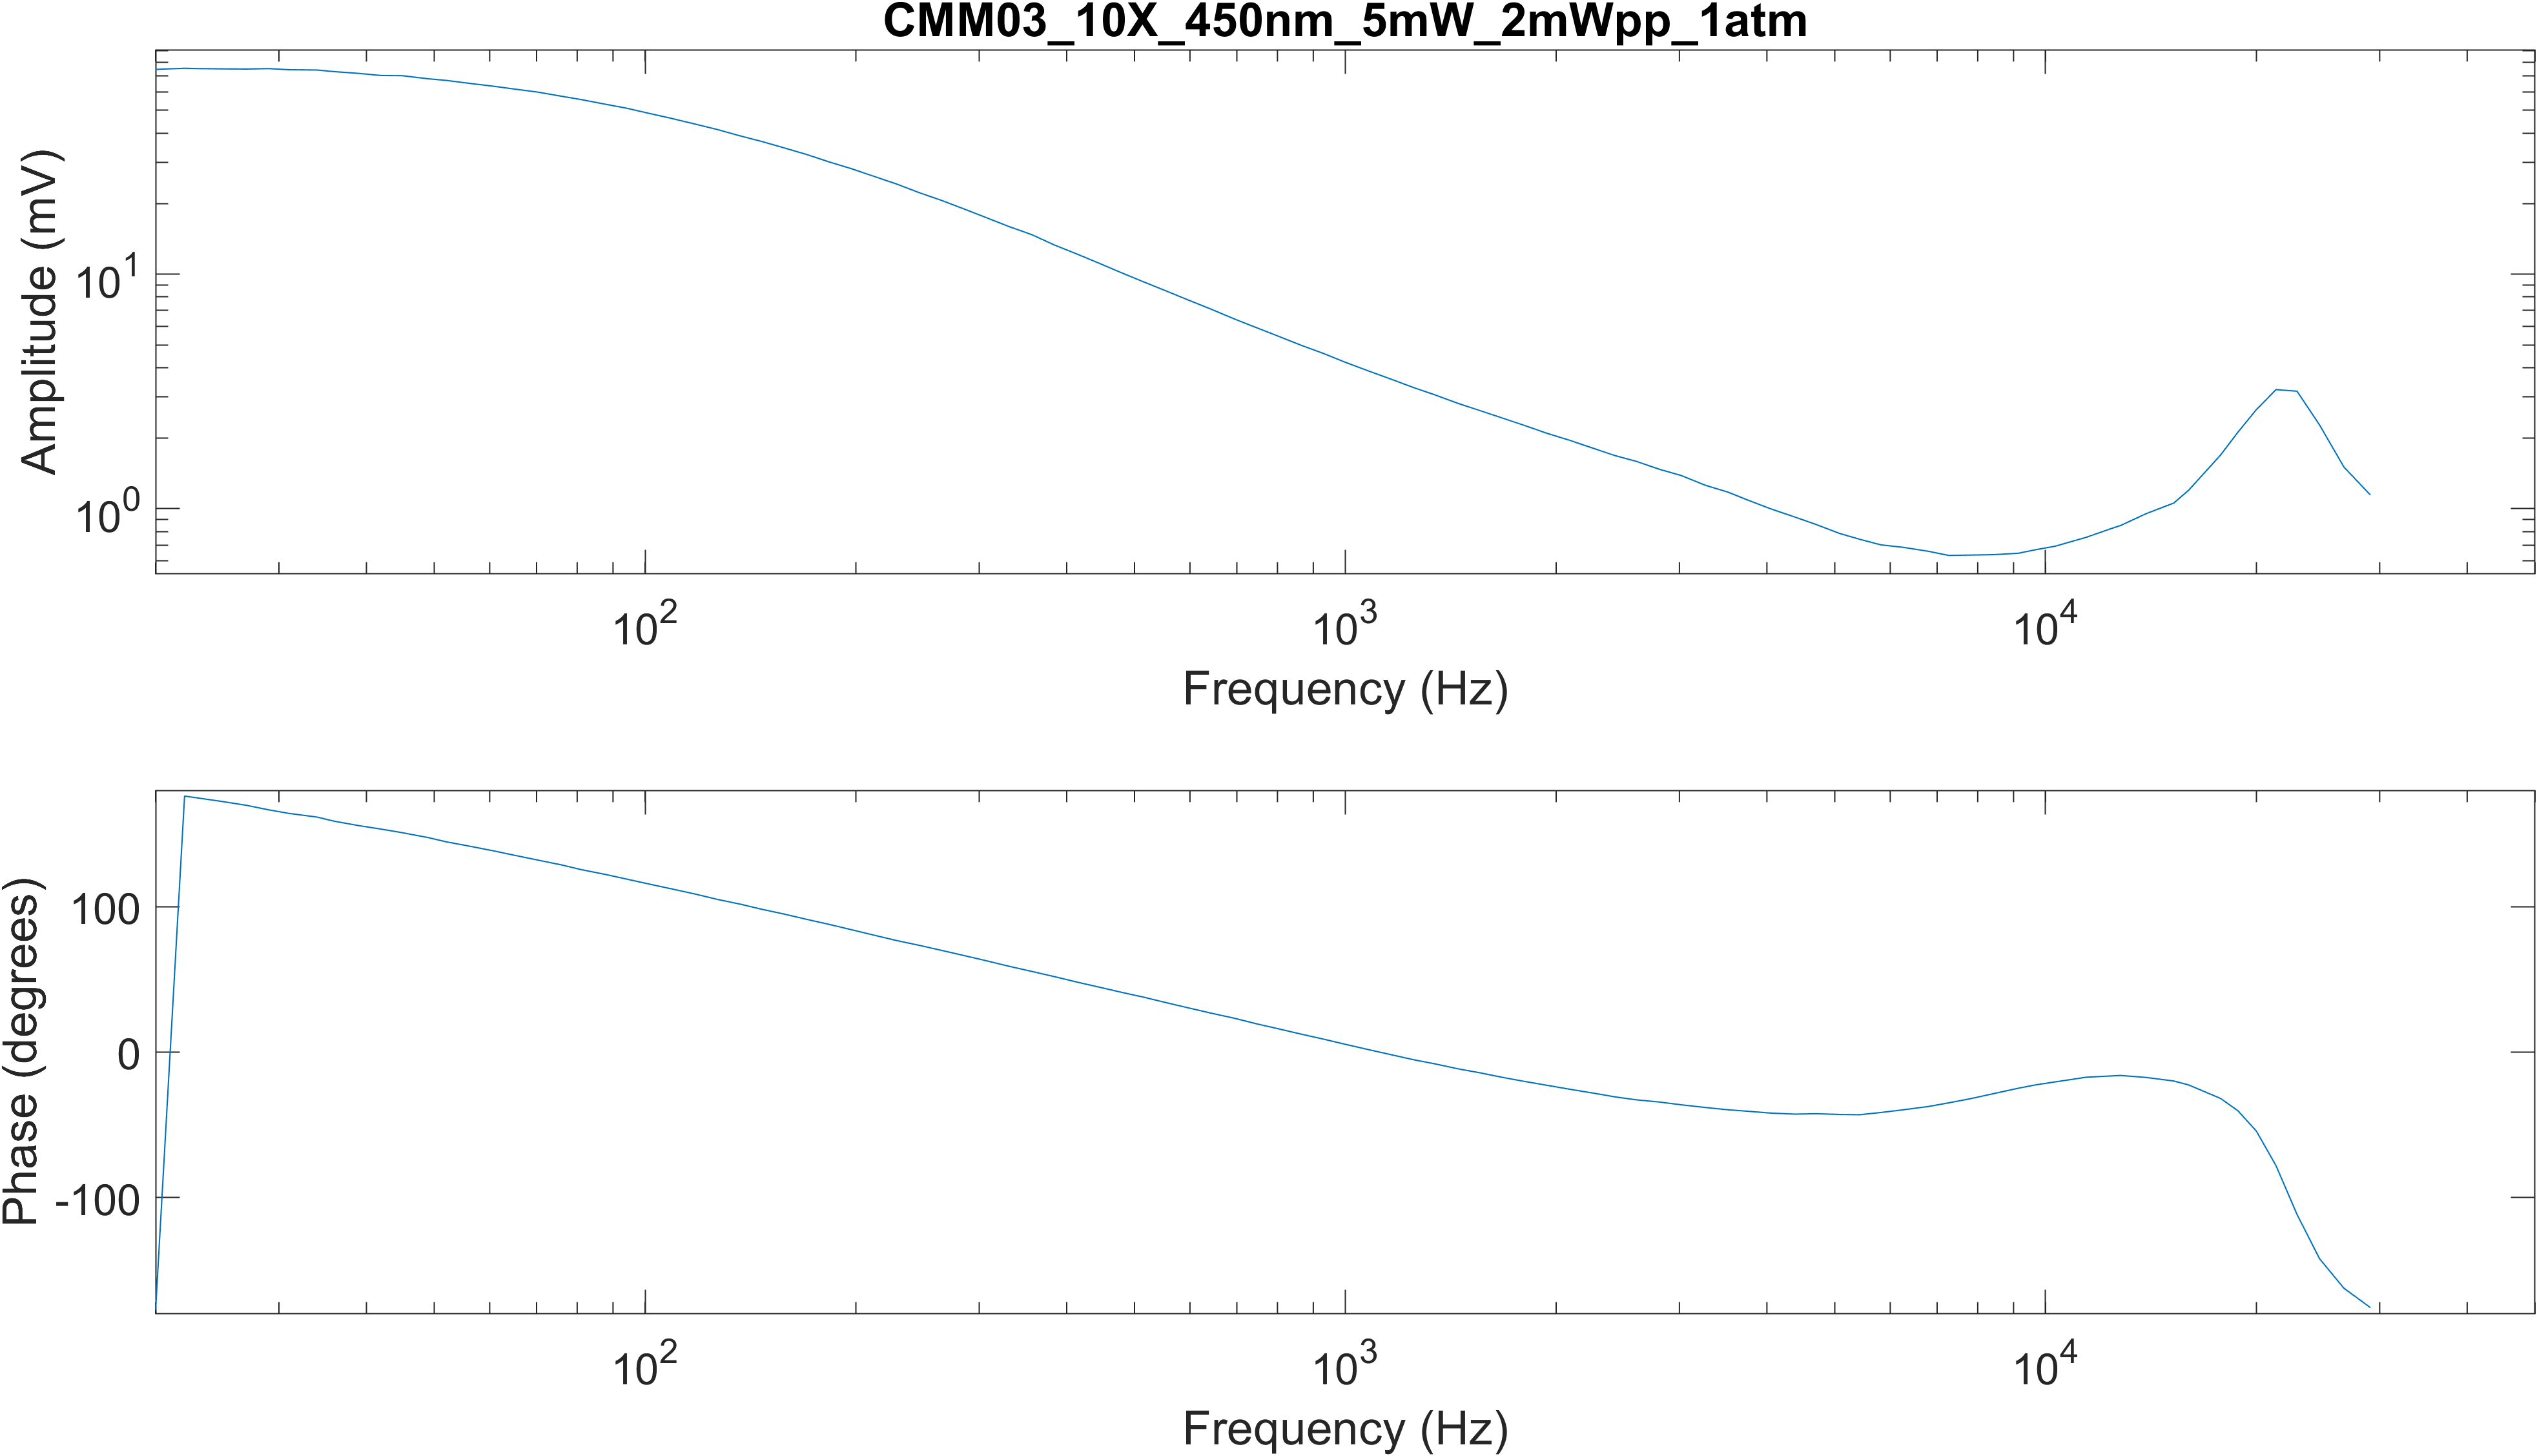 CMM03_10X_450nm_5mW_2mWpp_1atm
Amplitude (mV)
10^1
10^0
10^2 10^3 10^4
Frequency (Hz)
Phase (degrees)
100
0
-100
10^2 10^3 10^4
Frequency (Hz)